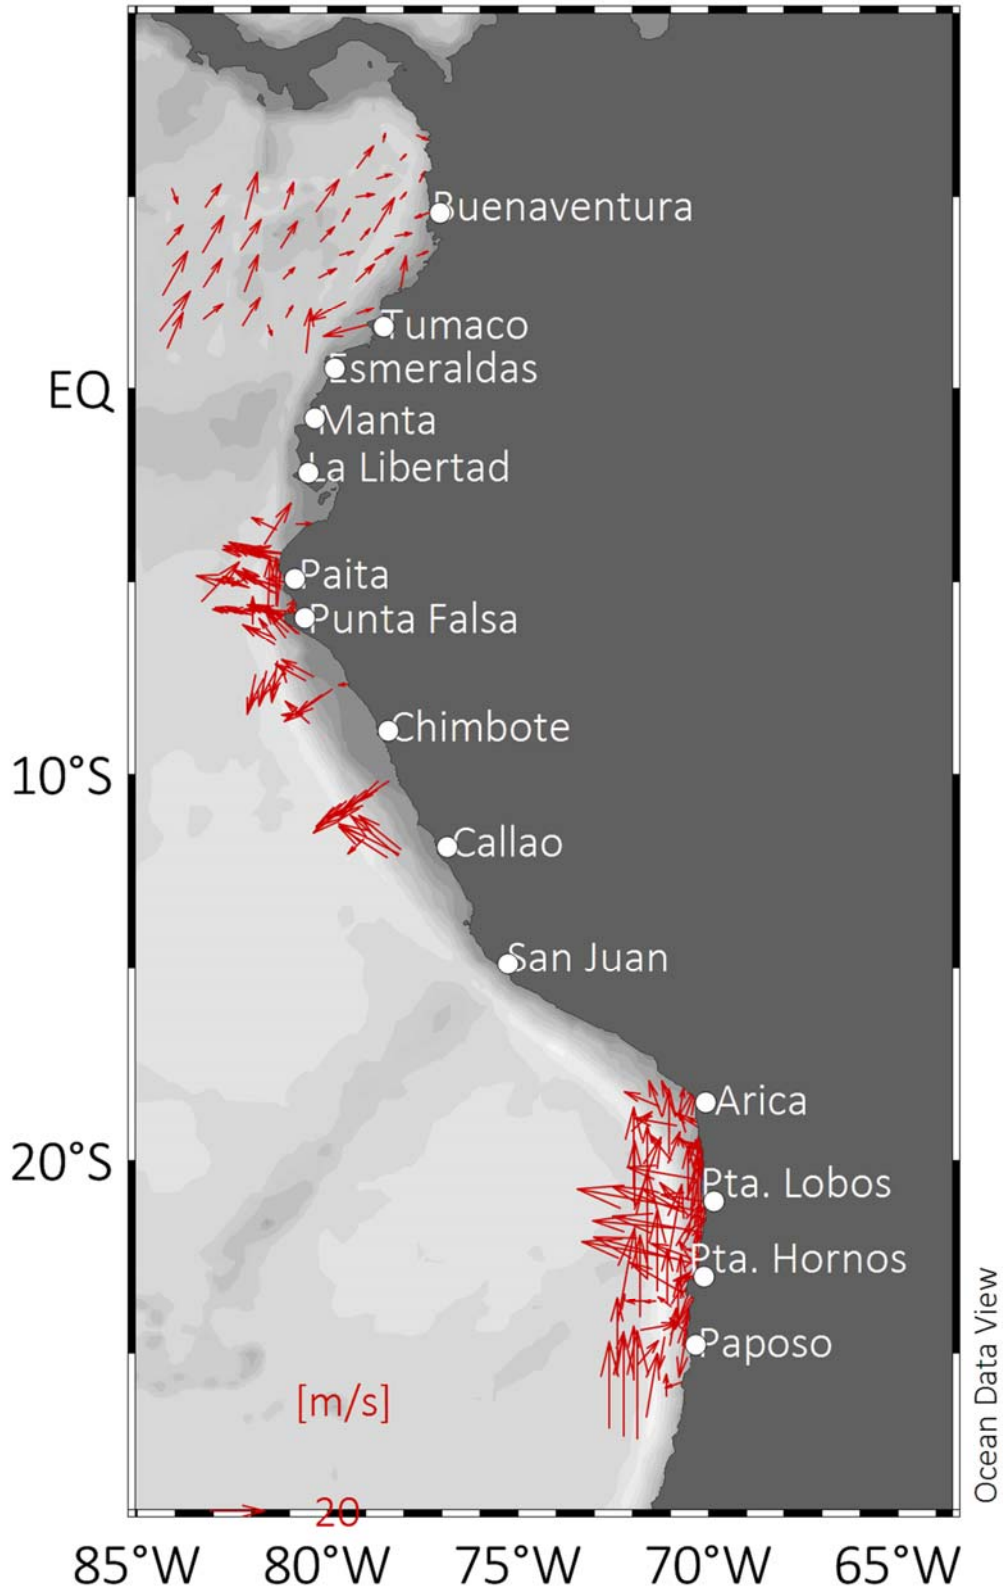 Buenaventura
Tumaco
Esmeraldas
EQ
Manta
La Libertad
Paita
Punta Falsa
Chimbote
10°S
Callao
San Juan
Arica
20°S
Pta. Lobos
Pta. Hornos
Paposo
[m/s]
20
Ocean Data View
85°W 80°W 75°W 70°W 65°W